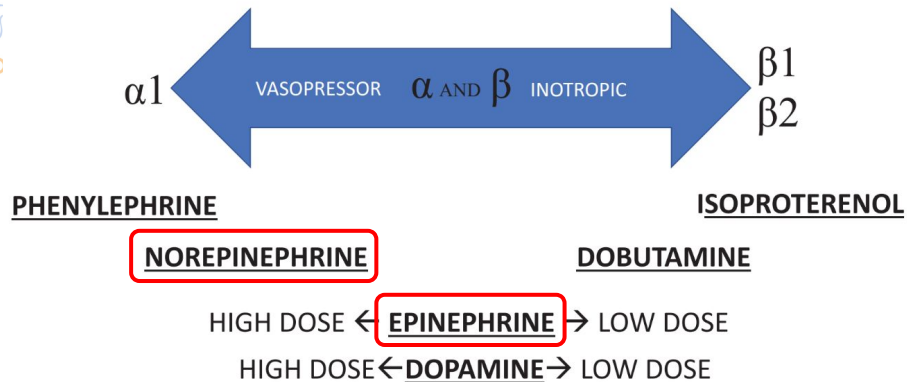 α1
VASOPRESSOR α AND β INOTROPIC
β1
β2
PHENYLEPHRINE
ISOPROTERENOL
NOREPINEPHRINE
DOBUTAMINE
HIGH DOSE ← EPINEPHRINE → LOW DOSE
HIGH DOSE←DOPAMINE→ LOW DOSE